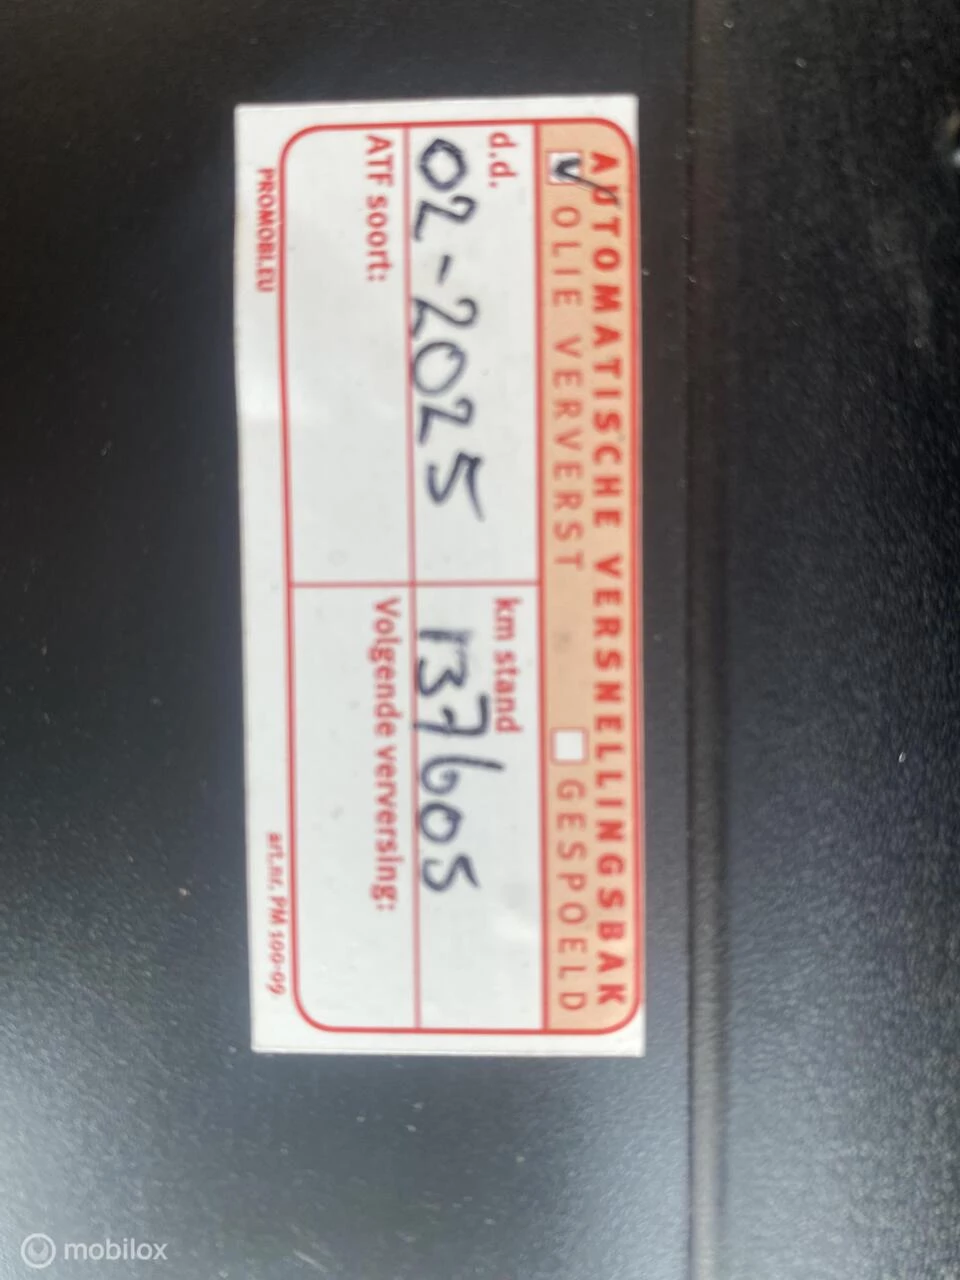 AUTOMATISCHE VERSNELLINGSBAK
OLIE VERVERST GESPOELD
d.d. km stand
02-2025 137605
ATF soort: Volgende verversing:
PROMOBI.EU art.nr. PM 100-09
mobilox